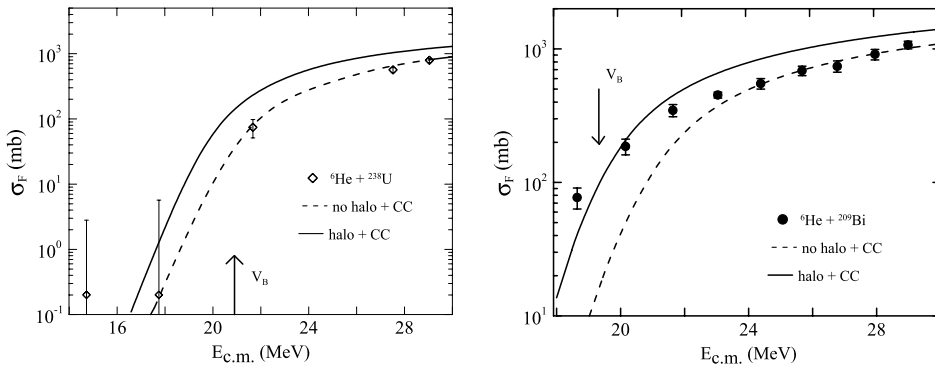 10³
10²
10¹
10⁰
10⁻¹
σF (mb)
⁶He + ²³⁸U
no halo + CC
halo + CC
VB
16 20 24 28
Ec.m. (MeV)
10³
10²
10¹
σF (mb)
VB
⁶He + ²⁰⁹Bi
no halo + CC
halo + CC
20 24 28
Ec.m. (MeV)